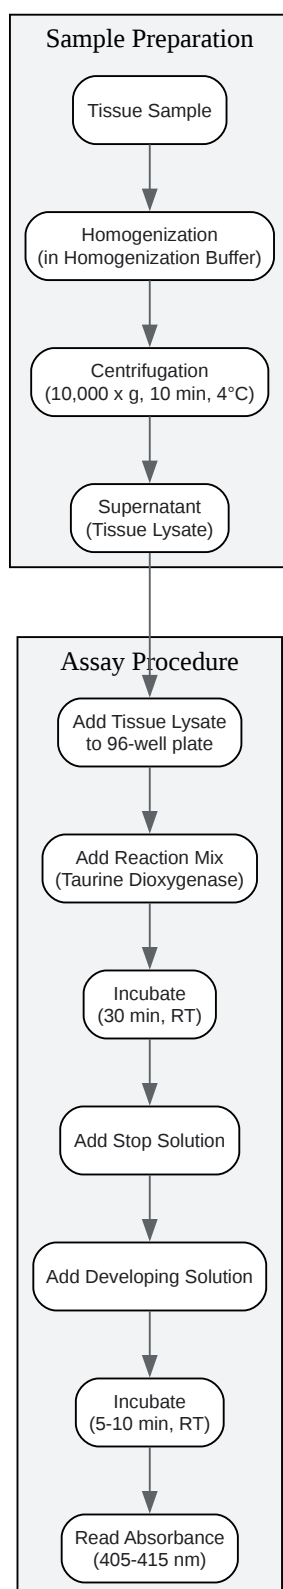 Sample Preparation
Tissue Sample
Homogenization
(in Homogenization Buffer)
Centrifugation
(10,000 x g, 10 min, 4°C)
Supernatant
(Tissue Lysate)
Assay Procedure
Add Tissue Lysate
to 96-well plate
Add Reaction Mix
(Taurine Dioxygenase)
Incubate
(30 min, RT)
Add Stop Solution
Add Developing Solution
Incubate
(5-10 min, RT)
Read Absorbance
(405-415 nm)